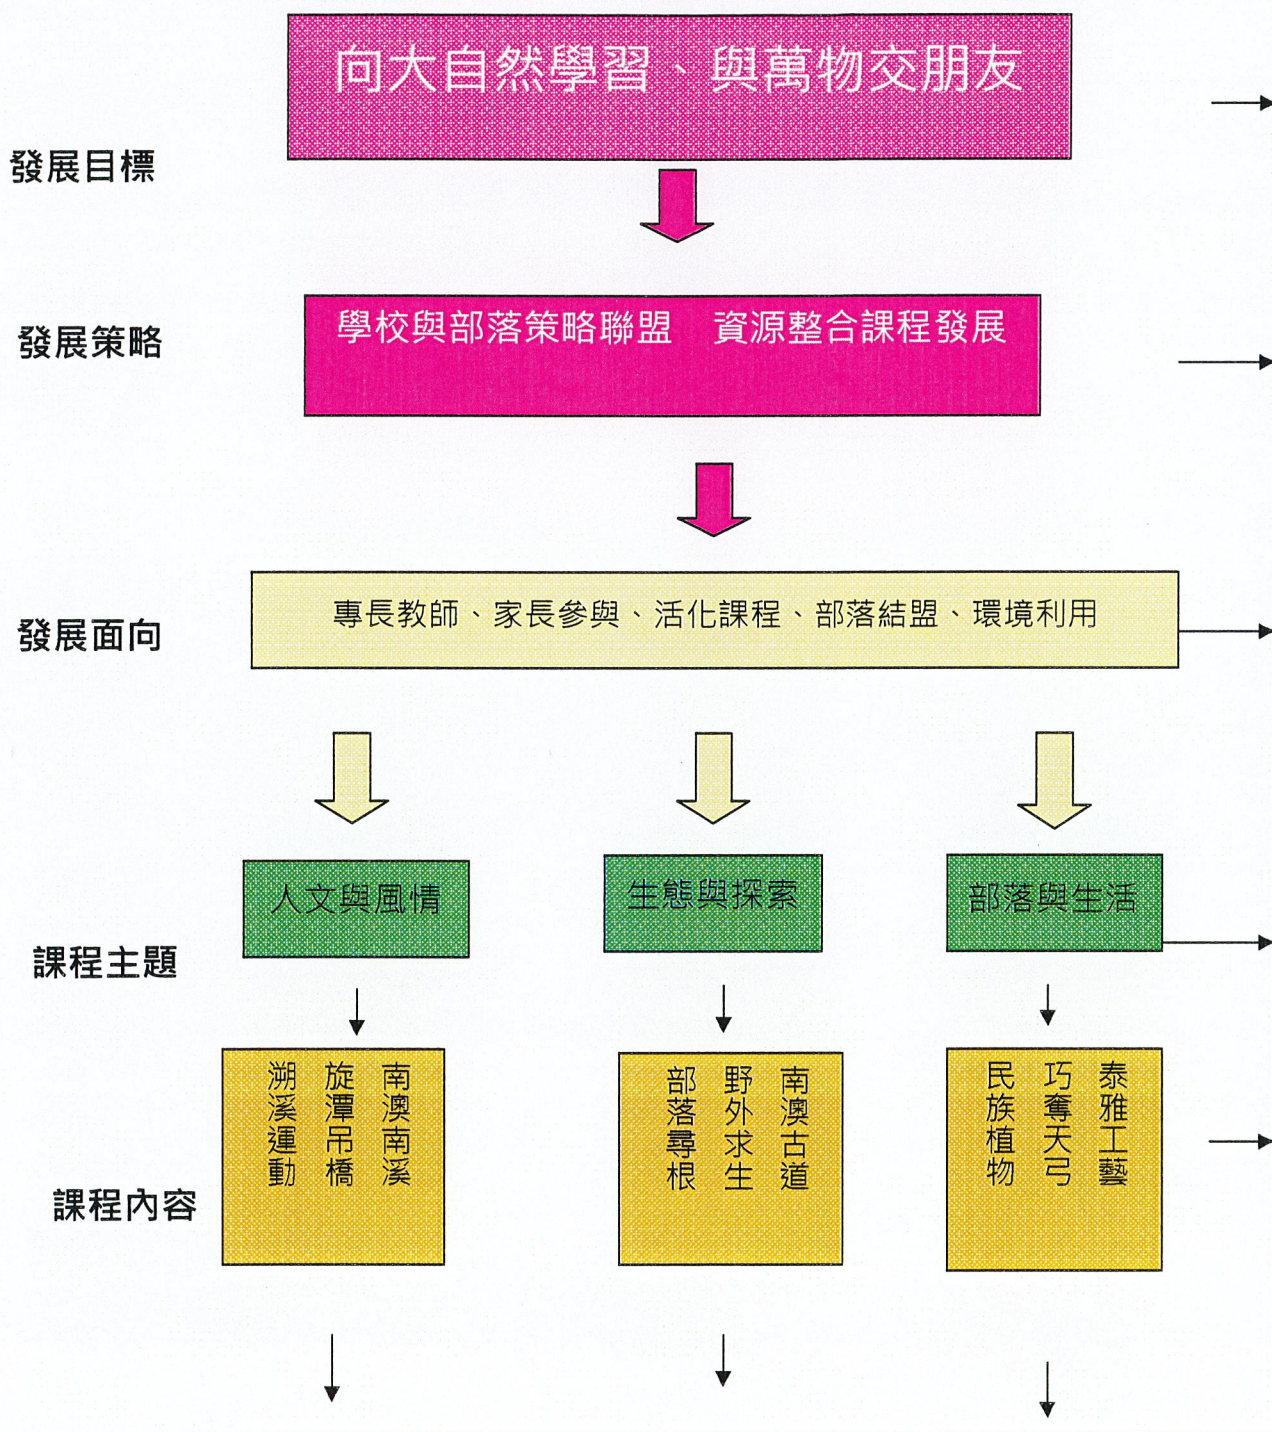 向大自然學習、與萬物交朋友
發展目標
學校與部落策略聯盟　資源整合課程發展
發展策略
專長教師、家長參與、活化課程、部落結盟、環境利用
發展面向
人文與風情
生態與探索
部落與生活
課程主題
南澳南溪
旋潭吊橋
溯溪運動
南澳古道
野外求生
部落尋根
泰雅工藝
巧奪天弓
民族植物
課程內容